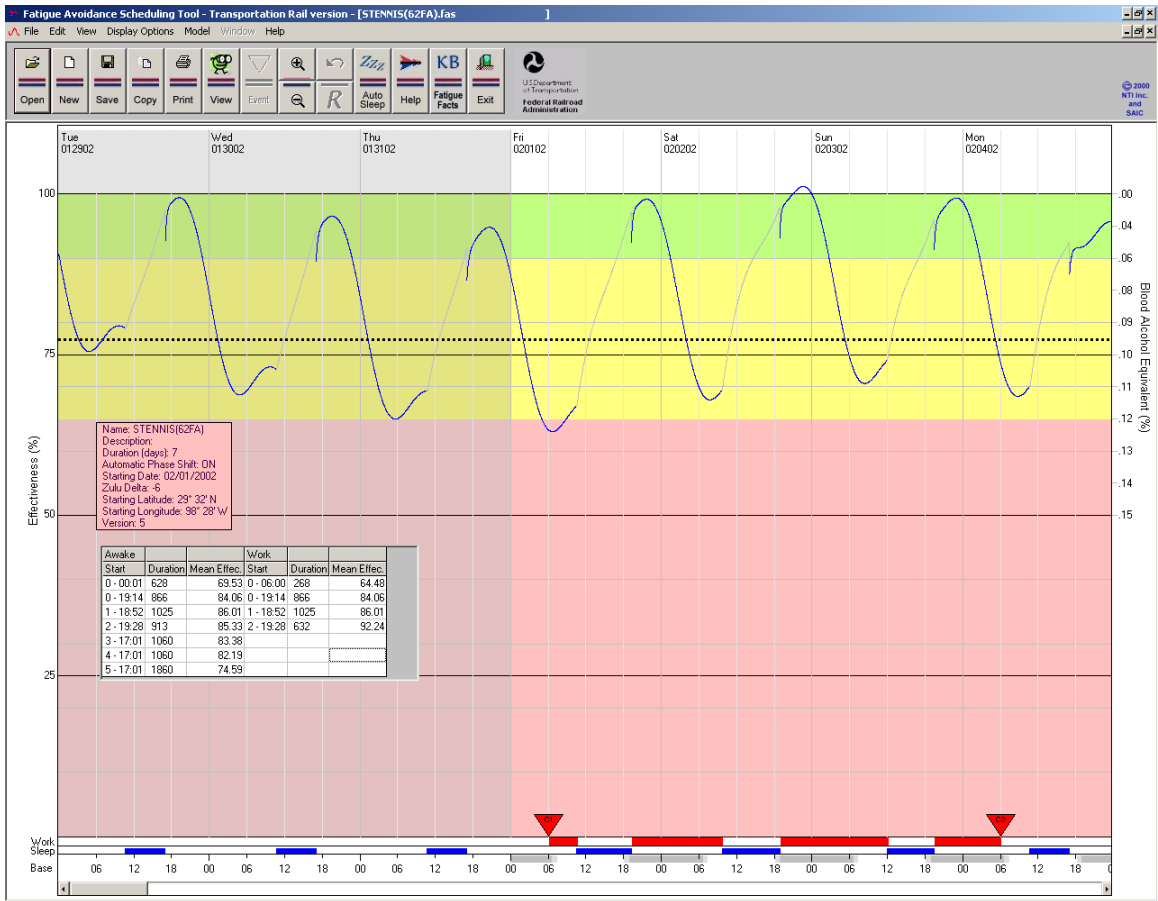 Fatigue Avoidance Scheduling Tool - Transportation Rail version - [STENNIS(62FA).fas ]
File Edit View Display Options Model Window Help
Open New Save Copy Print View Event R Zzz Auto Sleep Help KB Fatigue Facts Exit
U.S.Department
of Transportation
Federal Railroad
Administration
© 2000
NTI Inc.
and
SAIC
Tue Wed Thu Fri Sat Sun Mon
012902 013002 013102 020102 020202 020302 020402
100
75
50
25
Effectiveness (%)
.00
.04
.06
.08
.09
.10
.11
.12
.13
.14
.15
Blood Alcohol Equivalent (%)
Name: STENNIS(62FA)
Description:
Duration (days): 7
Automatic Phase Shift: ON
Starting Date: 02/01/2002
Zulu Delta: -6
Starting Latitude: 29° 32' N
Starting Longitude: 98° 28' W
Version: 5
Awake Work
Start Duration Mean Effec. Start Duration Mean Effec.
0 - 00:01 628 69.53 0 - 06:00 268 64.48
0 - 19:14 866 84.06 0 - 19:14 866 84.06
1 - 18:52 1025 86.01 1 - 18:52 1025 86.01
2 - 19:28 913 85.33 2 - 19:28 632 92.24
3 - 17:01 1060 83.38
4 - 17:01 1060 82.19
5 - 17:01 1860 74.59
Work
Sleep
Base 06 12 18 00 06 12 18 00 06 12 18 00 06 12 18 00 06 12 18 00 06 12 18 00 06 12 18